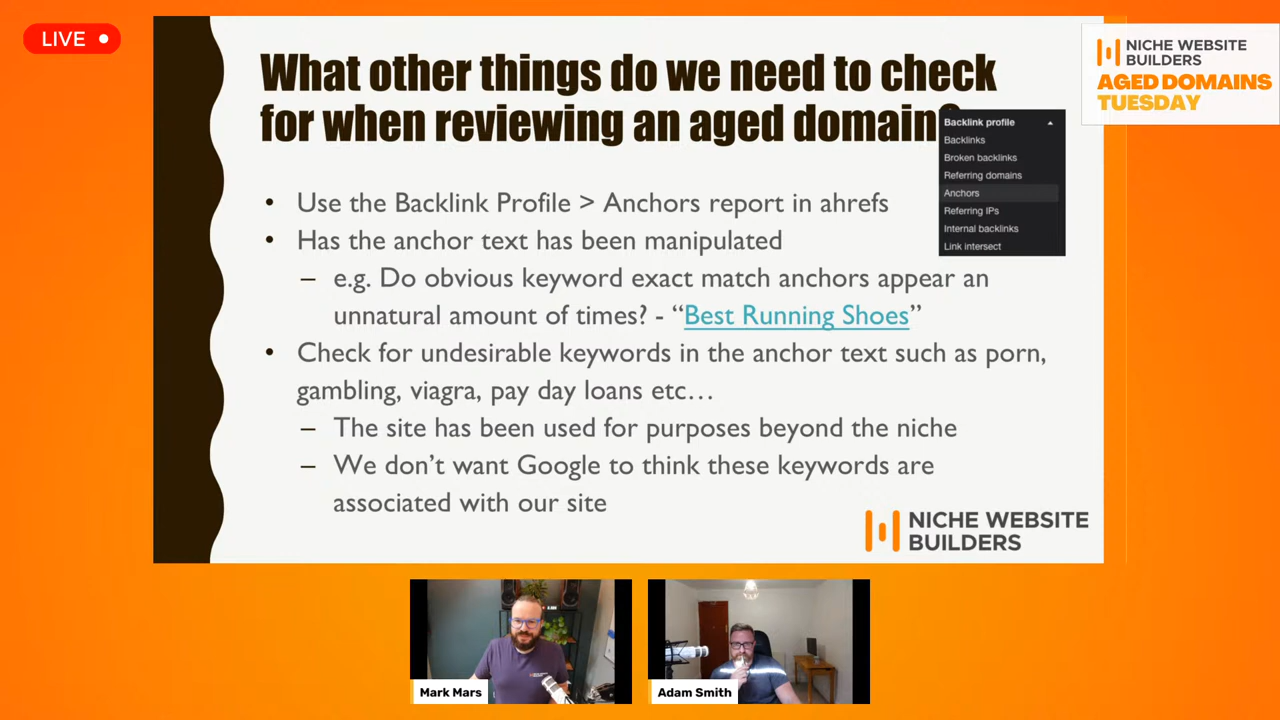 LIVE
NICHE WEBSITE
BUILDERS
AGED DOMAINS
TUESDAY
What other things do we need to check
for when reviewing an aged domain?
Backlink profile
Backlinks
Broken backlinks
Referring domains
Anchors
Referring IPs
Internal backlinks
Link intersect
• Use the Backlink Profile > Anchors report in ahrefs
• Has the anchor text has been manipulated
– e.g. Do obvious keyword exact match anchors appear an
unnatural amount of times? - “Best Running Shoes”
• Check for undesirable keywords in the anchor text such as porn,
gambling, viagra, pay day loans etc…
– The site has been used for purposes beyond the niche
– We don’t want Google to think these keywords are
associated with our site
NICHE WEBSITE
BUILDERS
Mark Mars
Adam Smith